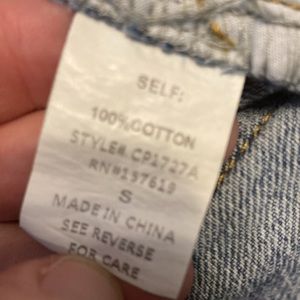 SELF:
100%COTTON
STYLE# CP1727A
RN#137619
S
MADE IN CHINA
SEE REVERSE
FOR CARE